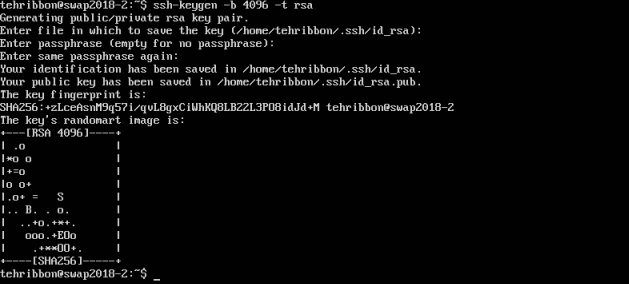 tehribbon@swap2018-2:~$ ssh-keygen -b 4096 -t rsa
Generating public/private rsa key pair.
Enter file in which to save the key (/home/tehribbon/.ssh/id_rsa):
Enter passphrase (empty for no passphrase):
Enter same passphrase again:
Your identification has been saved in /home/tehribbon/.ssh/id_rsa.
Your public key has been saved in /home/tehribbon/.ssh/id_rsa.pub.
The key fingerprint is:
SHA256:+zLceAsnM9q57i/qvL8gxCiWhKQ8LB22L3PO8idJd+M tehribbon@swap2018-2
The key's randomart image is:
+---[RSA 4096]----+
| .o              |
|*o o             |
|+=o              |
|o o+             |
|.o+ =   S        |
|.. B. . o.       |
|  ..+o.+*+.      |
|   ooo.+EOo      |
|    .+**OO+.     |
+----[SHA256]-----+
tehribbon@swap2018-2:~$ _